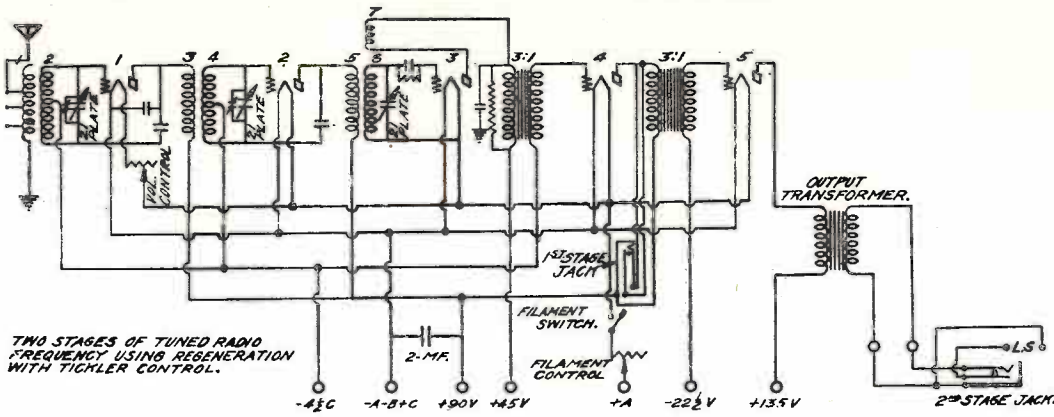 7
2 1 3 4 2 5 6 3 3:1 4 3:1 5
PLATE
PLATE
PLATE
VOL.
CONTROL
OUTPUT
TRANSFORMER.
1ST STAGE
JACK
FILAMENT
SWITCH.
FILAMENT
CONTROL
2-MF.
TWO STAGES OF TUNED RADIO
FREQUENCY USING REGENERATION
WITH TICKLER CONTROL.
L.S
2ND STAGE JACK.
-4½C -A-B+C +90V +45V +A -22½V +135V